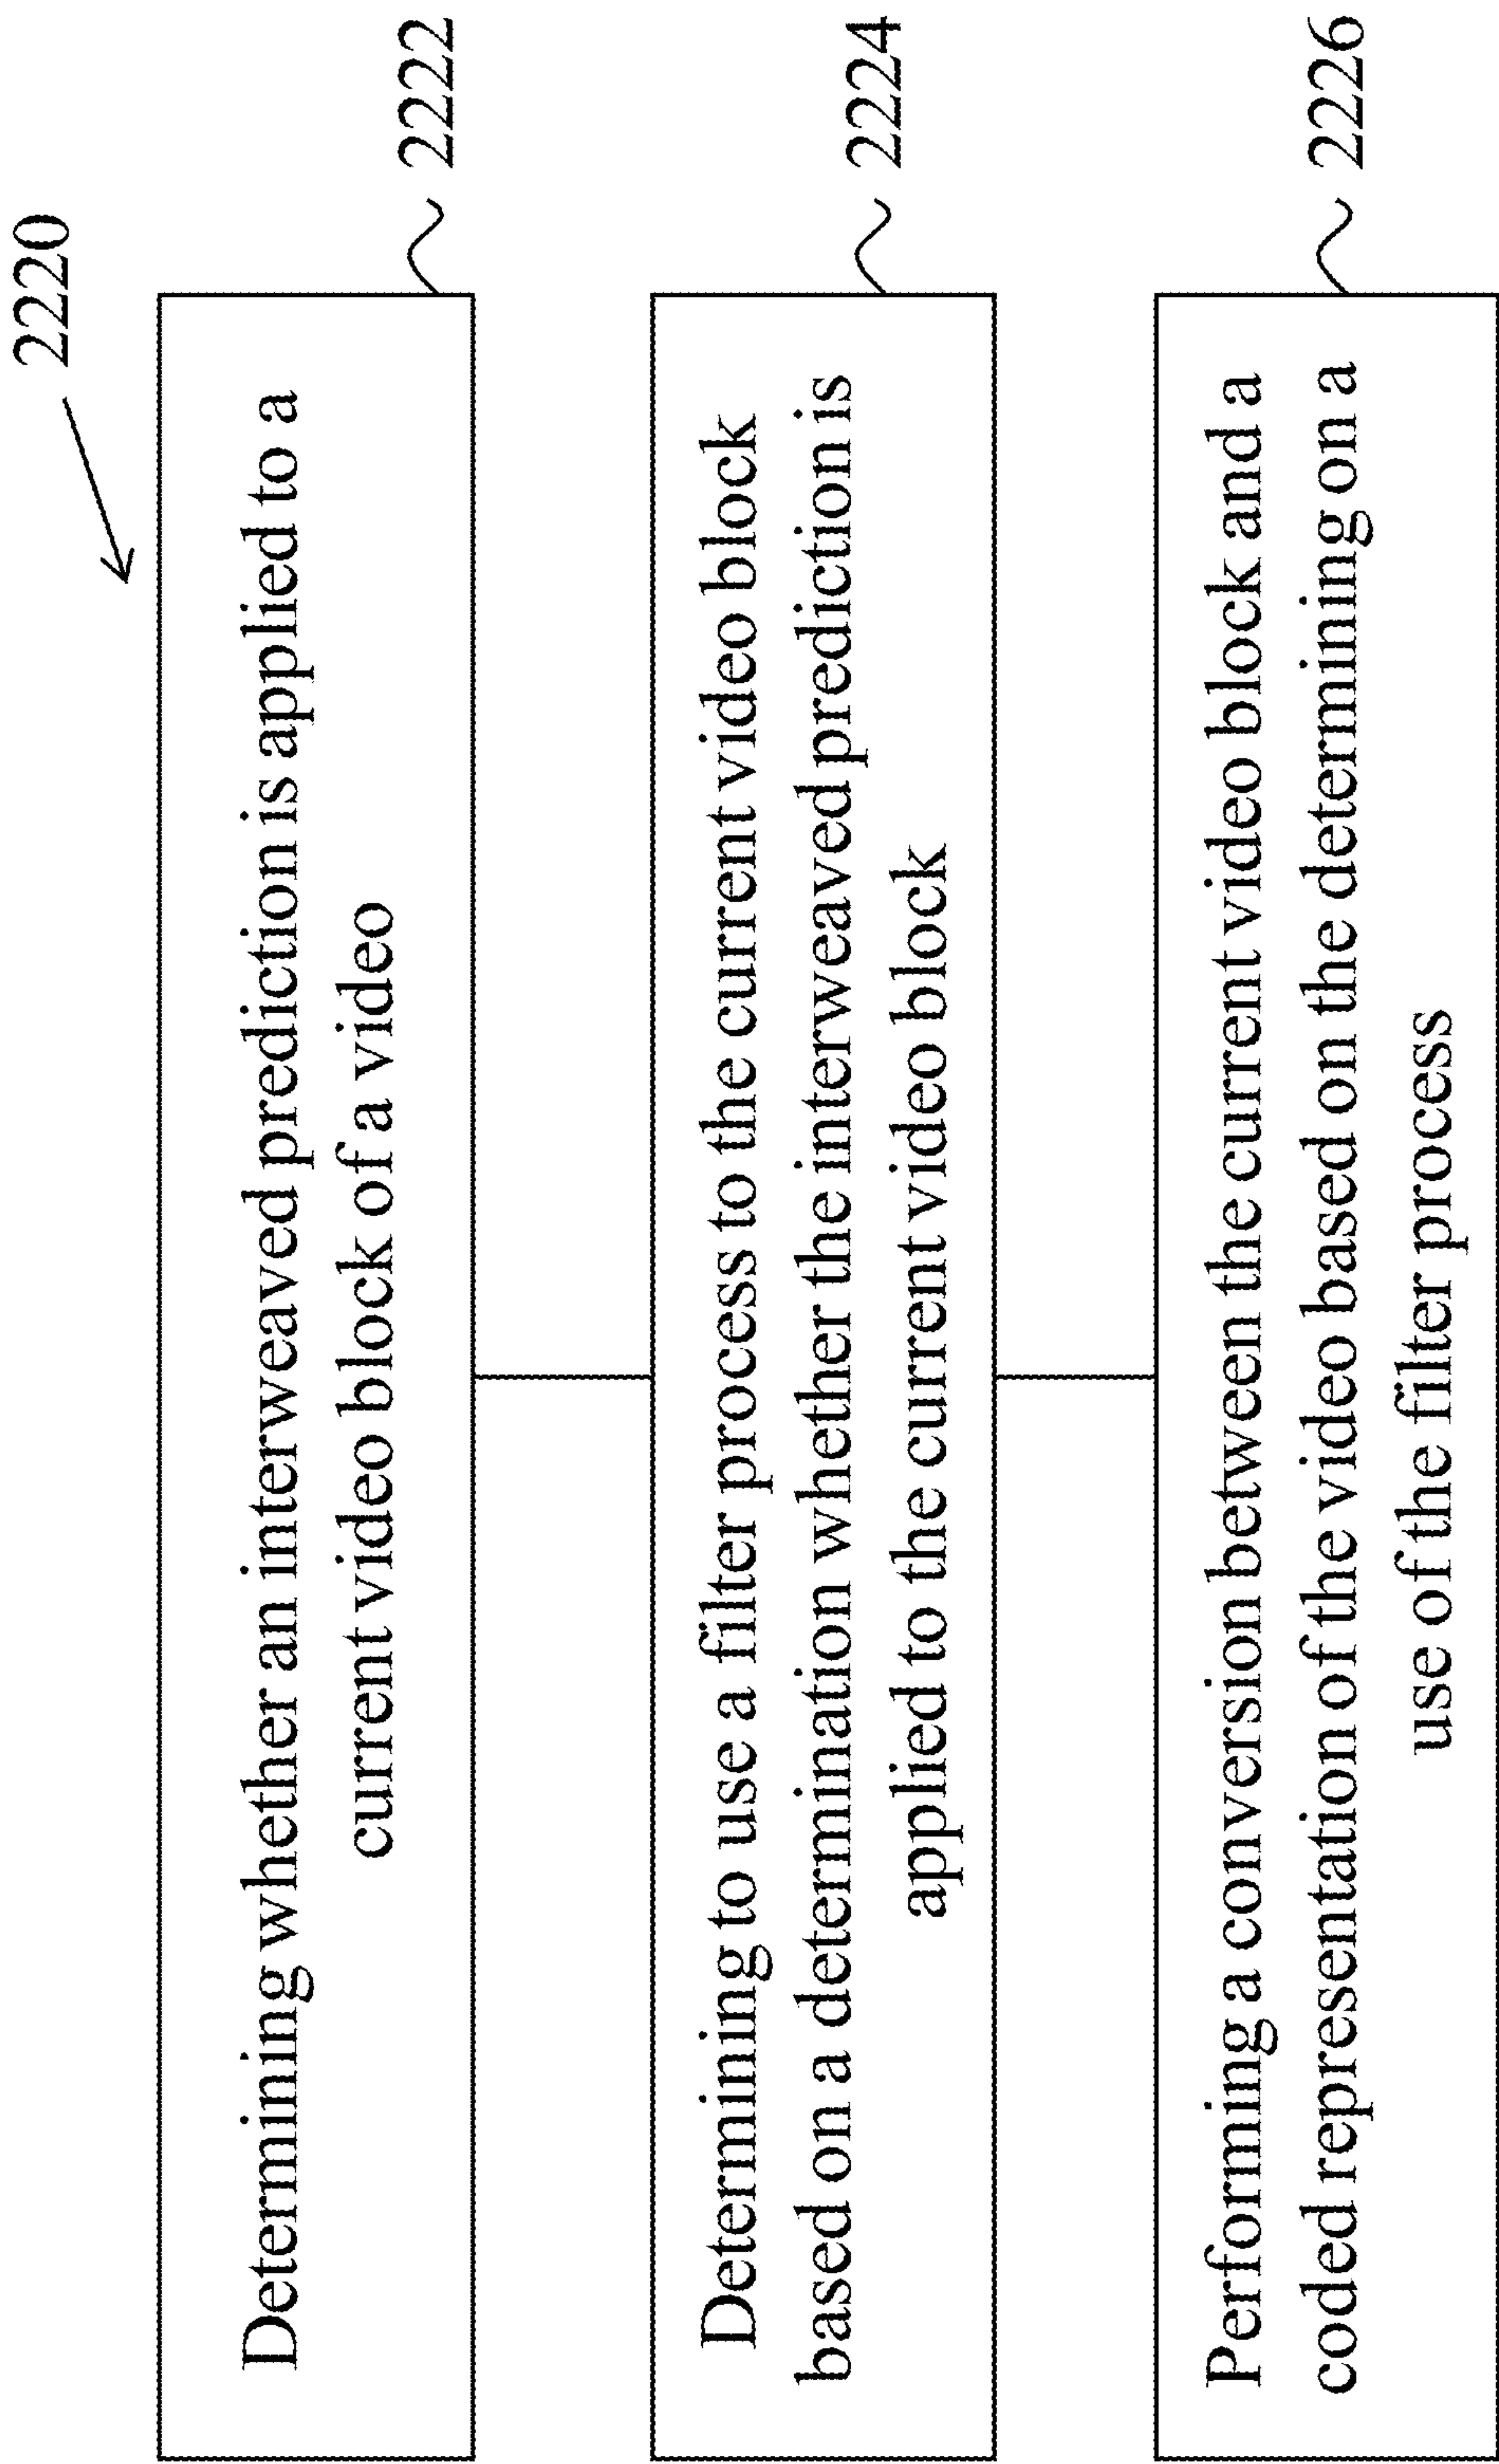 2220
Determining whether an interweaved prediction is applied to a
current video block of a video
2222
Determining to use a filter process to the current video block
based on a determination whether the interweaved prediction is
applied to the current video block
2224
Performing a conversion between the current video block and a
coded representation of the video based on the determining on a
use of the filter process
2226